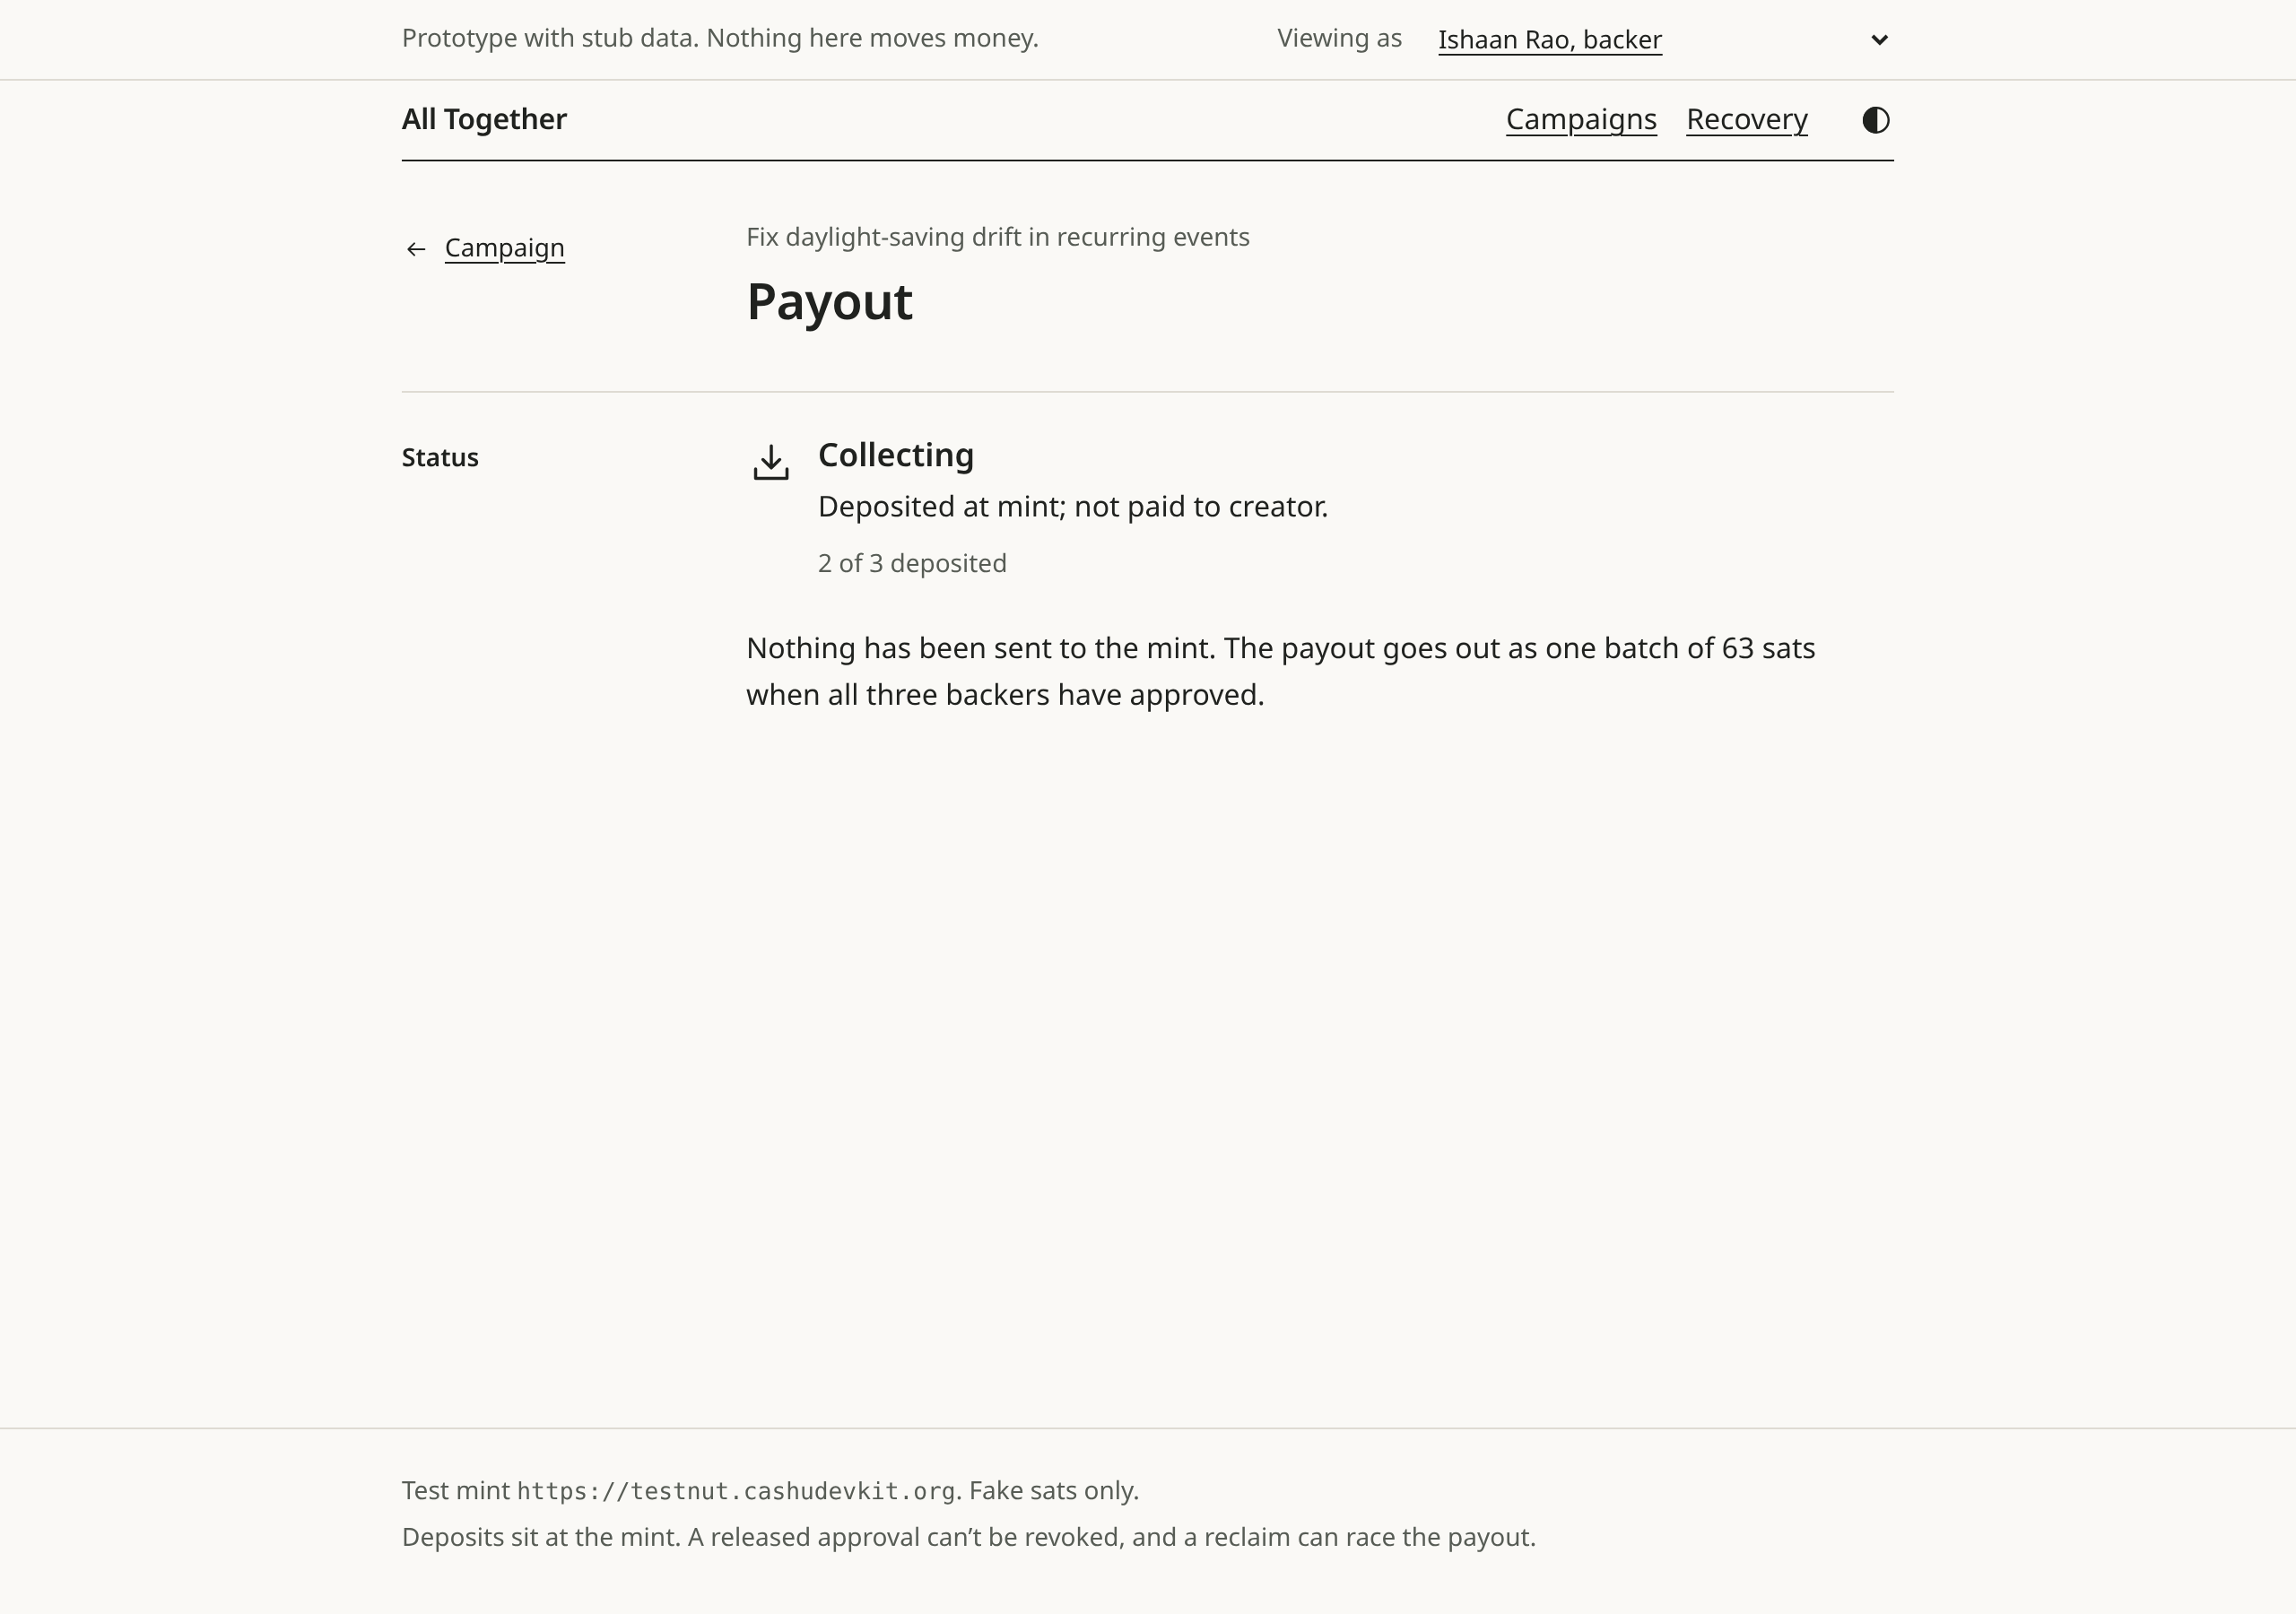 Prototype with stub data. Nothing here moves money.
Viewing as Ishaan Rao, backer
All Together
Campaigns Recovery
← Campaign
Fix daylight-saving drift in recurring events
Payout
Status
Collecting
Deposited at mint; not paid to creator.
2 of 3 deposited
Nothing has been sent to the mint. The payout goes out as one batch of 63 sats
when all three backers have approved.
Test mint https://testnut.cashudevkit.org. Fake sats only.
Deposits sit at the mint. A released approval can’t be revoked, and a reclaim can race the payout.